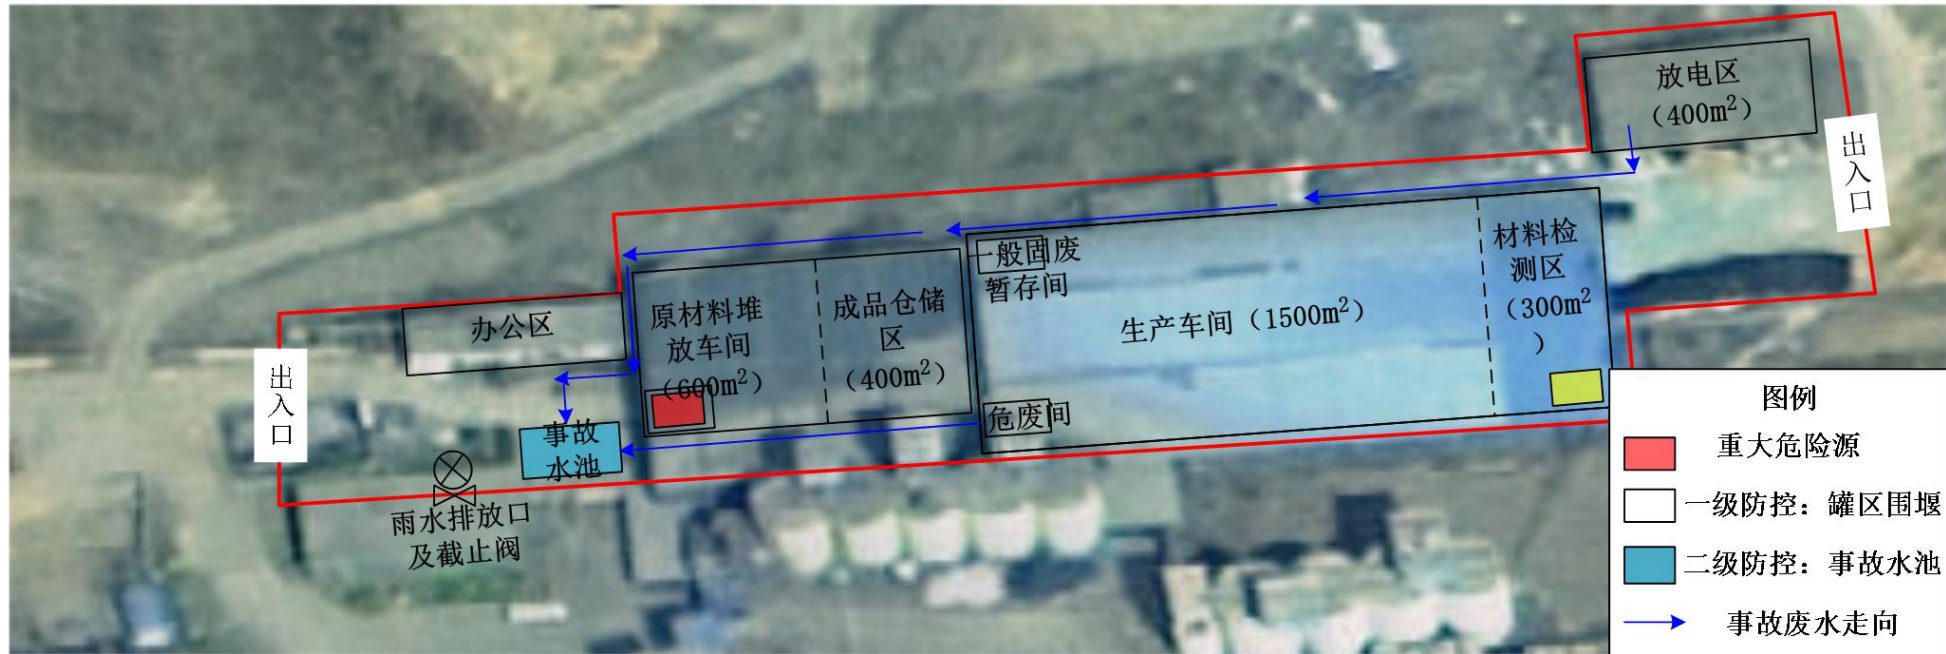 放电区
（400m²）
出
入
口
材料检
测区
（300m²
）
一般固废
暂存间
生产车间（1500m²）
危废间
成品仓储
区
（400m²）
原材料堆
放车间
（600m²）
办公区
出
入
口
事故
水池
雨水排放口
及截止阀
图例
重大危险源
一级防控：罐区围堰
二级防控：事故水池
事故废水走向